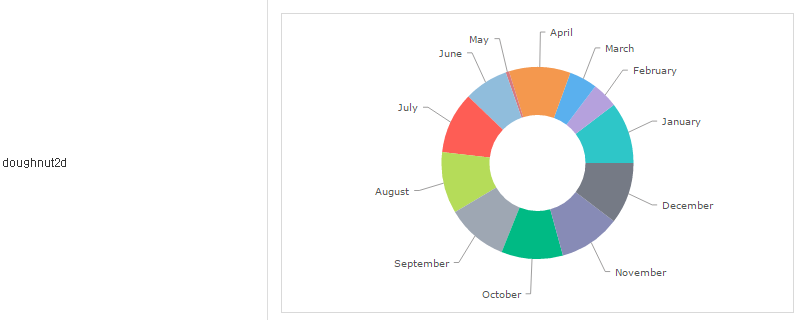 doughnut2d
April
May
March
June
February
July
January
August
December
September
November
October